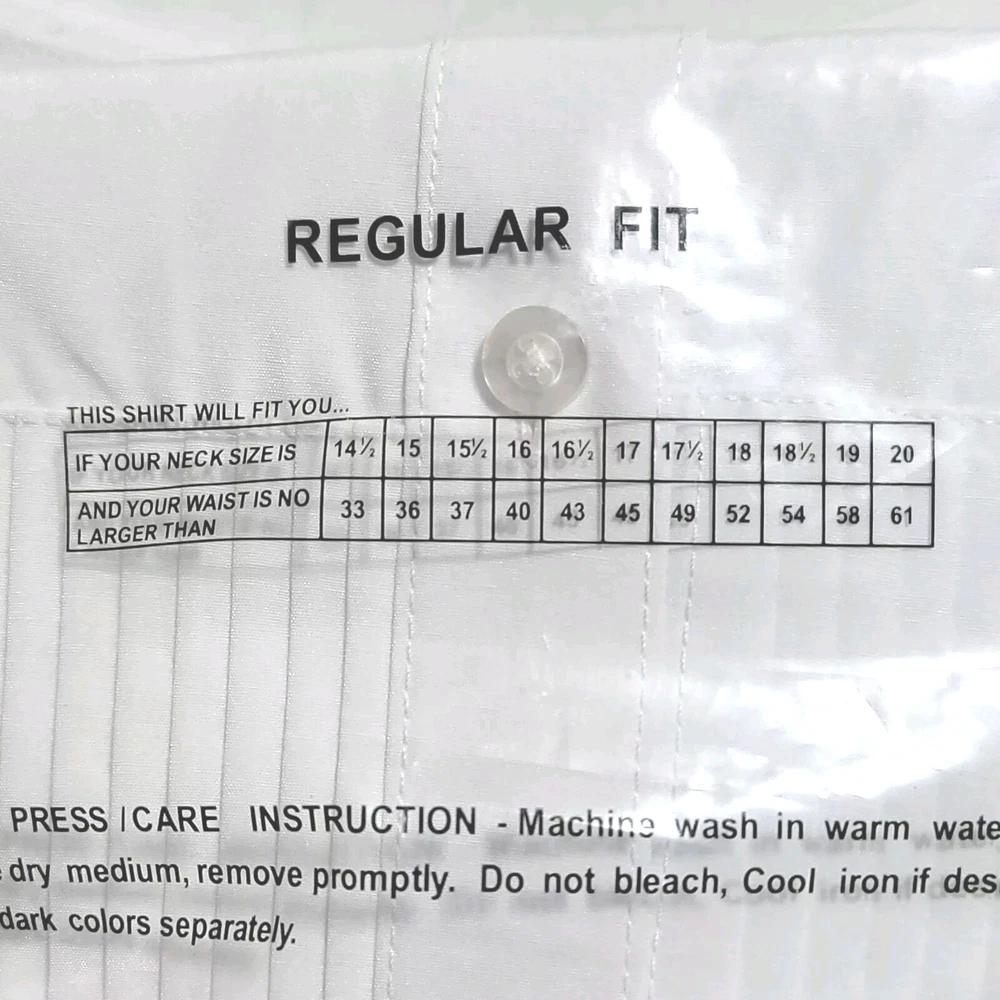 REGULAR FIT
THIS SHIRT WILL FIT YOU...
IF YOUR NECK SIZE IS 14½ 15 15½ 16 16½ 17 17½ 18 18½ 19 20
AND YOUR WAIST IS NO LARGER THAN 33 36 37 40 43 45 49 52 54 58 61
PRESS / CARE INSTRUCTION - Machine wash in warm wate
dry medium, remove promptly. Do not bleach, Cool iron if des
dark colors separately.